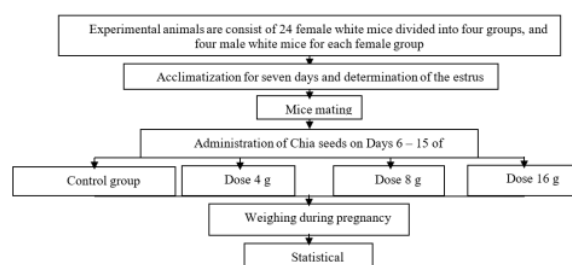 Experimental animals are consist of 24 female white mice divided into four groups, and
four male white mice for each female group
Acclimatization for seven days and determination of the estrus
Mice mating
Administration of Chia seeds on Days 6 – 15 of
Control group
Dose 4 g
Dose 8 g
Dose 16 g
Weighing during pregnancy
Statistical